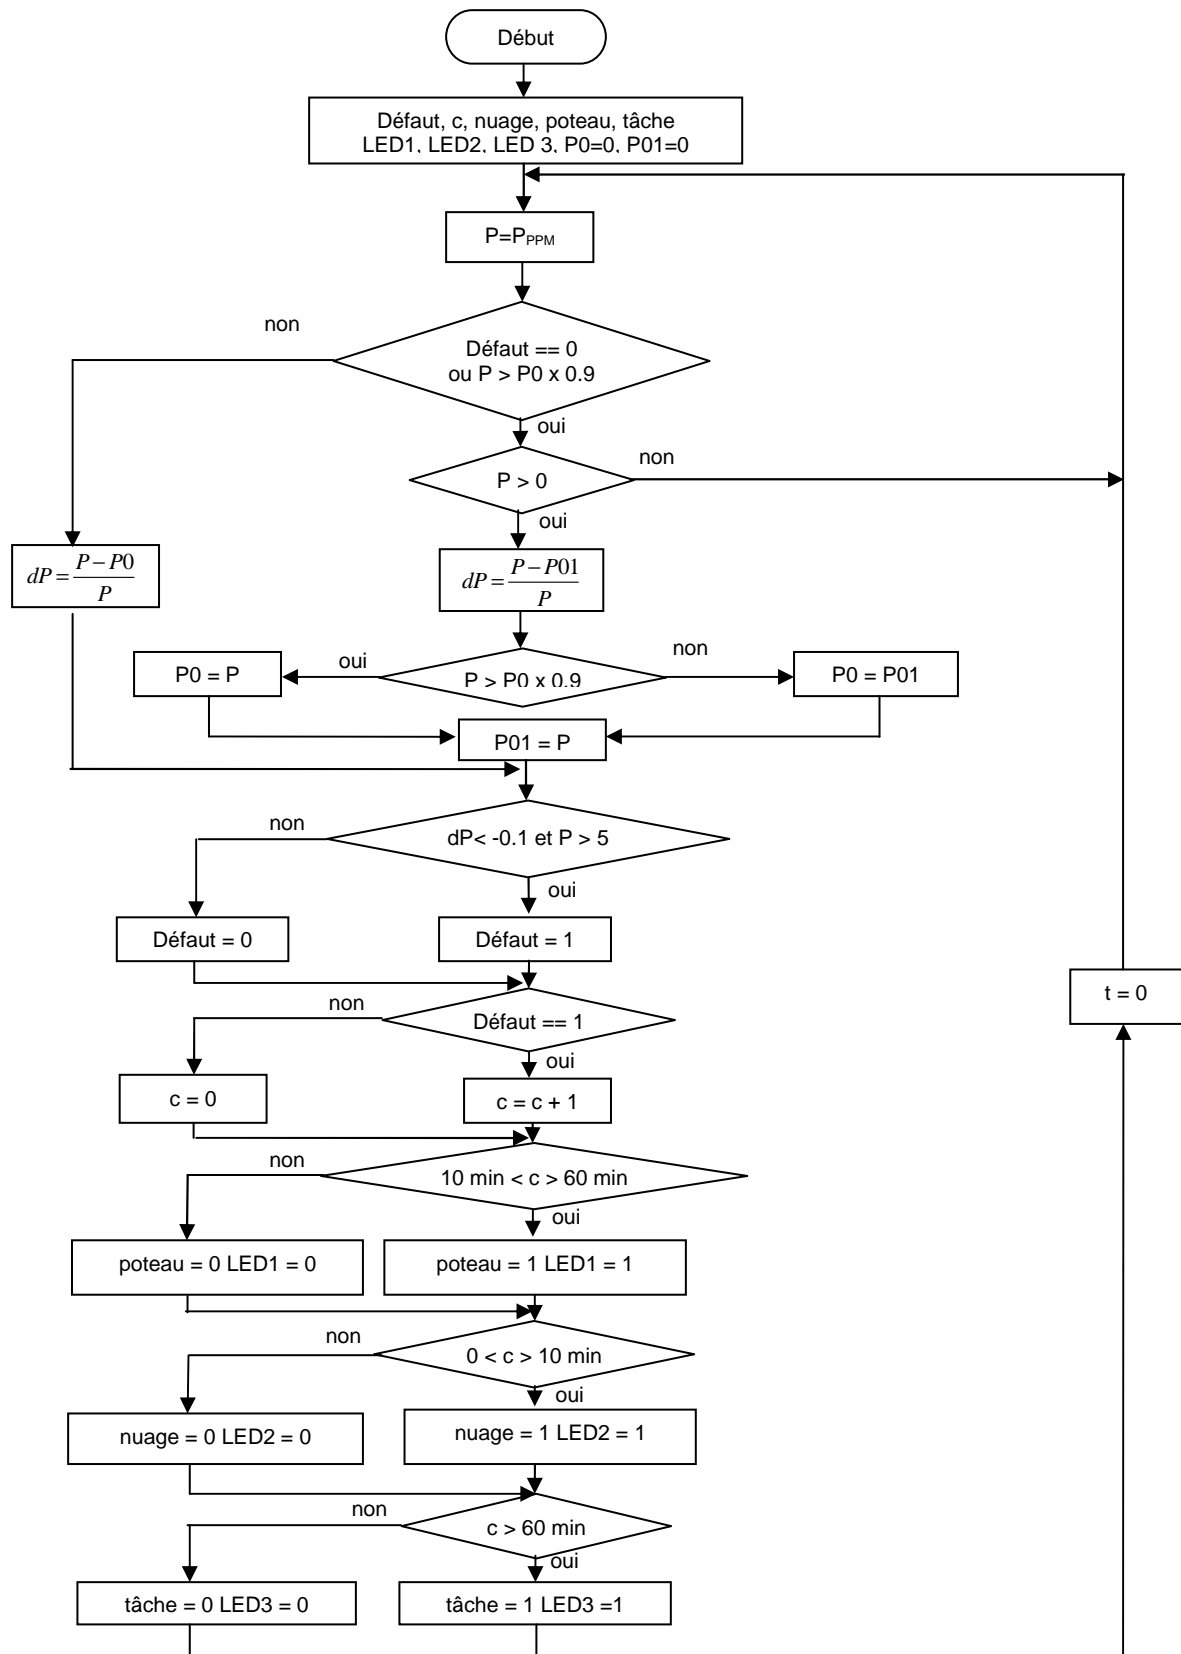 Début
Défaut, c, nuage, poteau, tâche
LED1, LED2, LED 3, P0=0, P01=0
P=PPPM
non
Défaut == 0
ou P > P0 x 0.9
oui
P > 0
non
oui
dP = (P − P0) / P
dP = (P − P01) / P
P0 = P
oui
P > P0 x 0.9
non
P0 = P01
P01 = P
non
dP< -0.1 et P > 5
oui
Défaut = 0
Défaut = 1
non
Défaut == 1
t = 0
oui
c = 0
c = c + 1
non
10 min < c > 60 min
oui
poteau = 0 LED1 = 0
poteau = 1 LED1 = 1
non
0 < c > 10 min
oui
nuage = 0 LED2 = 0
nuage = 1 LED2 = 1
non
c > 60 min
oui
tâche = 0 LED3 = 0
tâche = 1 LED3 =1